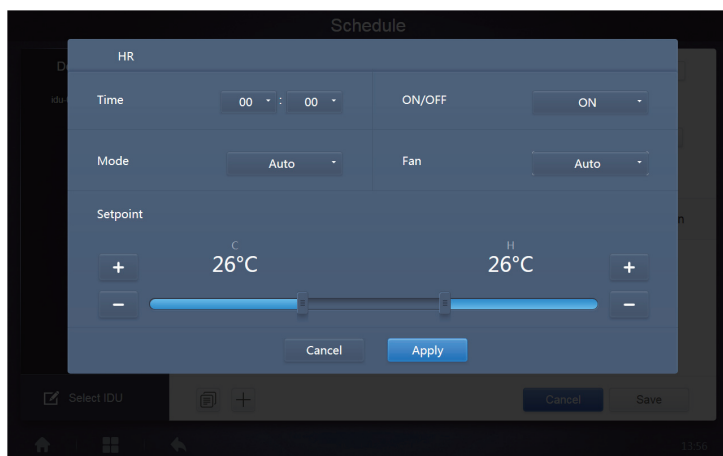 Schedule
HR
Time 00 : 00 ON/OFF ON
Mode Auto Fan Auto
Setpoint
C H
26°C 26°C
+ +
− −
Cancel Apply
Select IDU + Cancel Save
13:56